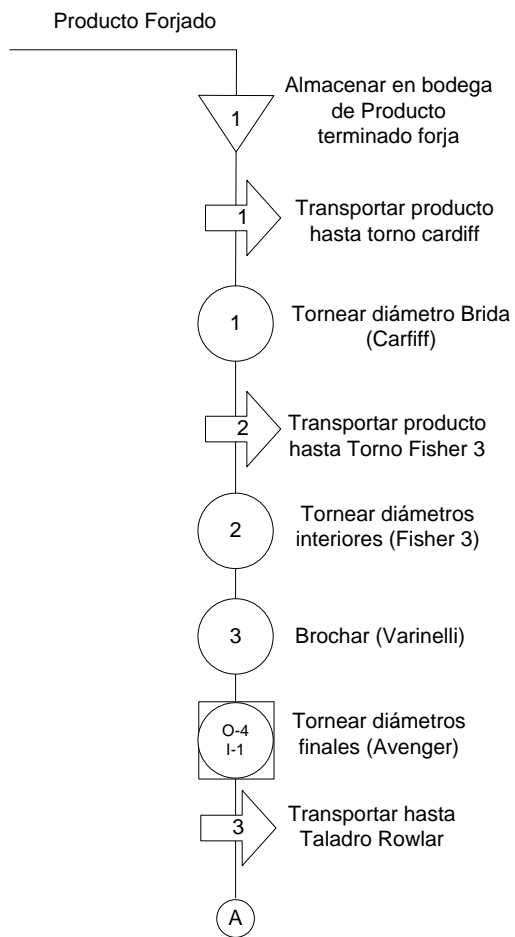 Producto Forjado
1
Almacenar en bodega
de Producto
terminado forja
1
Transportar producto
hasta torno cardiff
1
Tornear diámetro Brida
(Carfiff)
2
Transportar producto
hasta Torno Fisher 3
2
Tornear diámetros
interiores (Fisher 3)
3
Brochar (Varinelli)
O-4
I-1
Tornear diámetros
finales (Avenger)
3
Transportar hasta
Taladro Rowlar
A